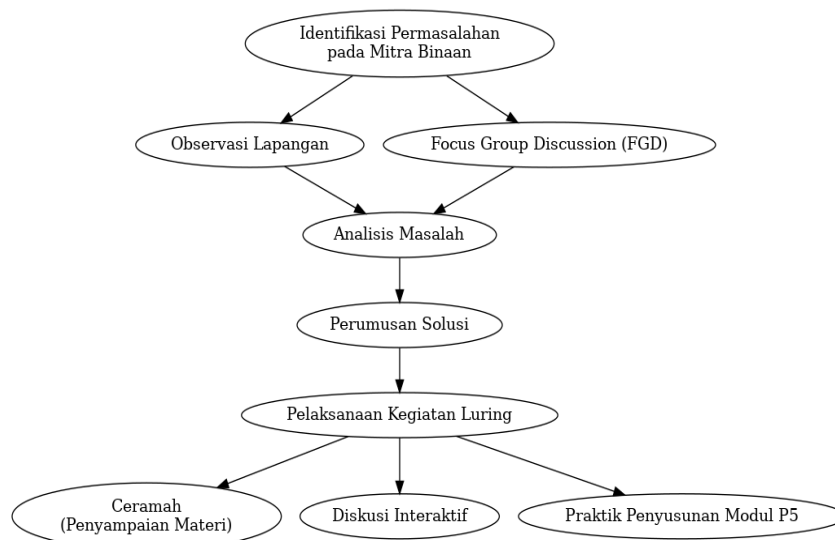 Identifikasi Permasalahan
pada Mitra Binaan
Observasi Lapangan
Focus Group Discussion (FGD)
Analisis Masalah
Perumusan Solusi
Pelaksanaan Kegiatan Luring
Ceramah
(Penyampaian Materi)
Diskusi Interaktif
Praktik Penyusunan Modul P5